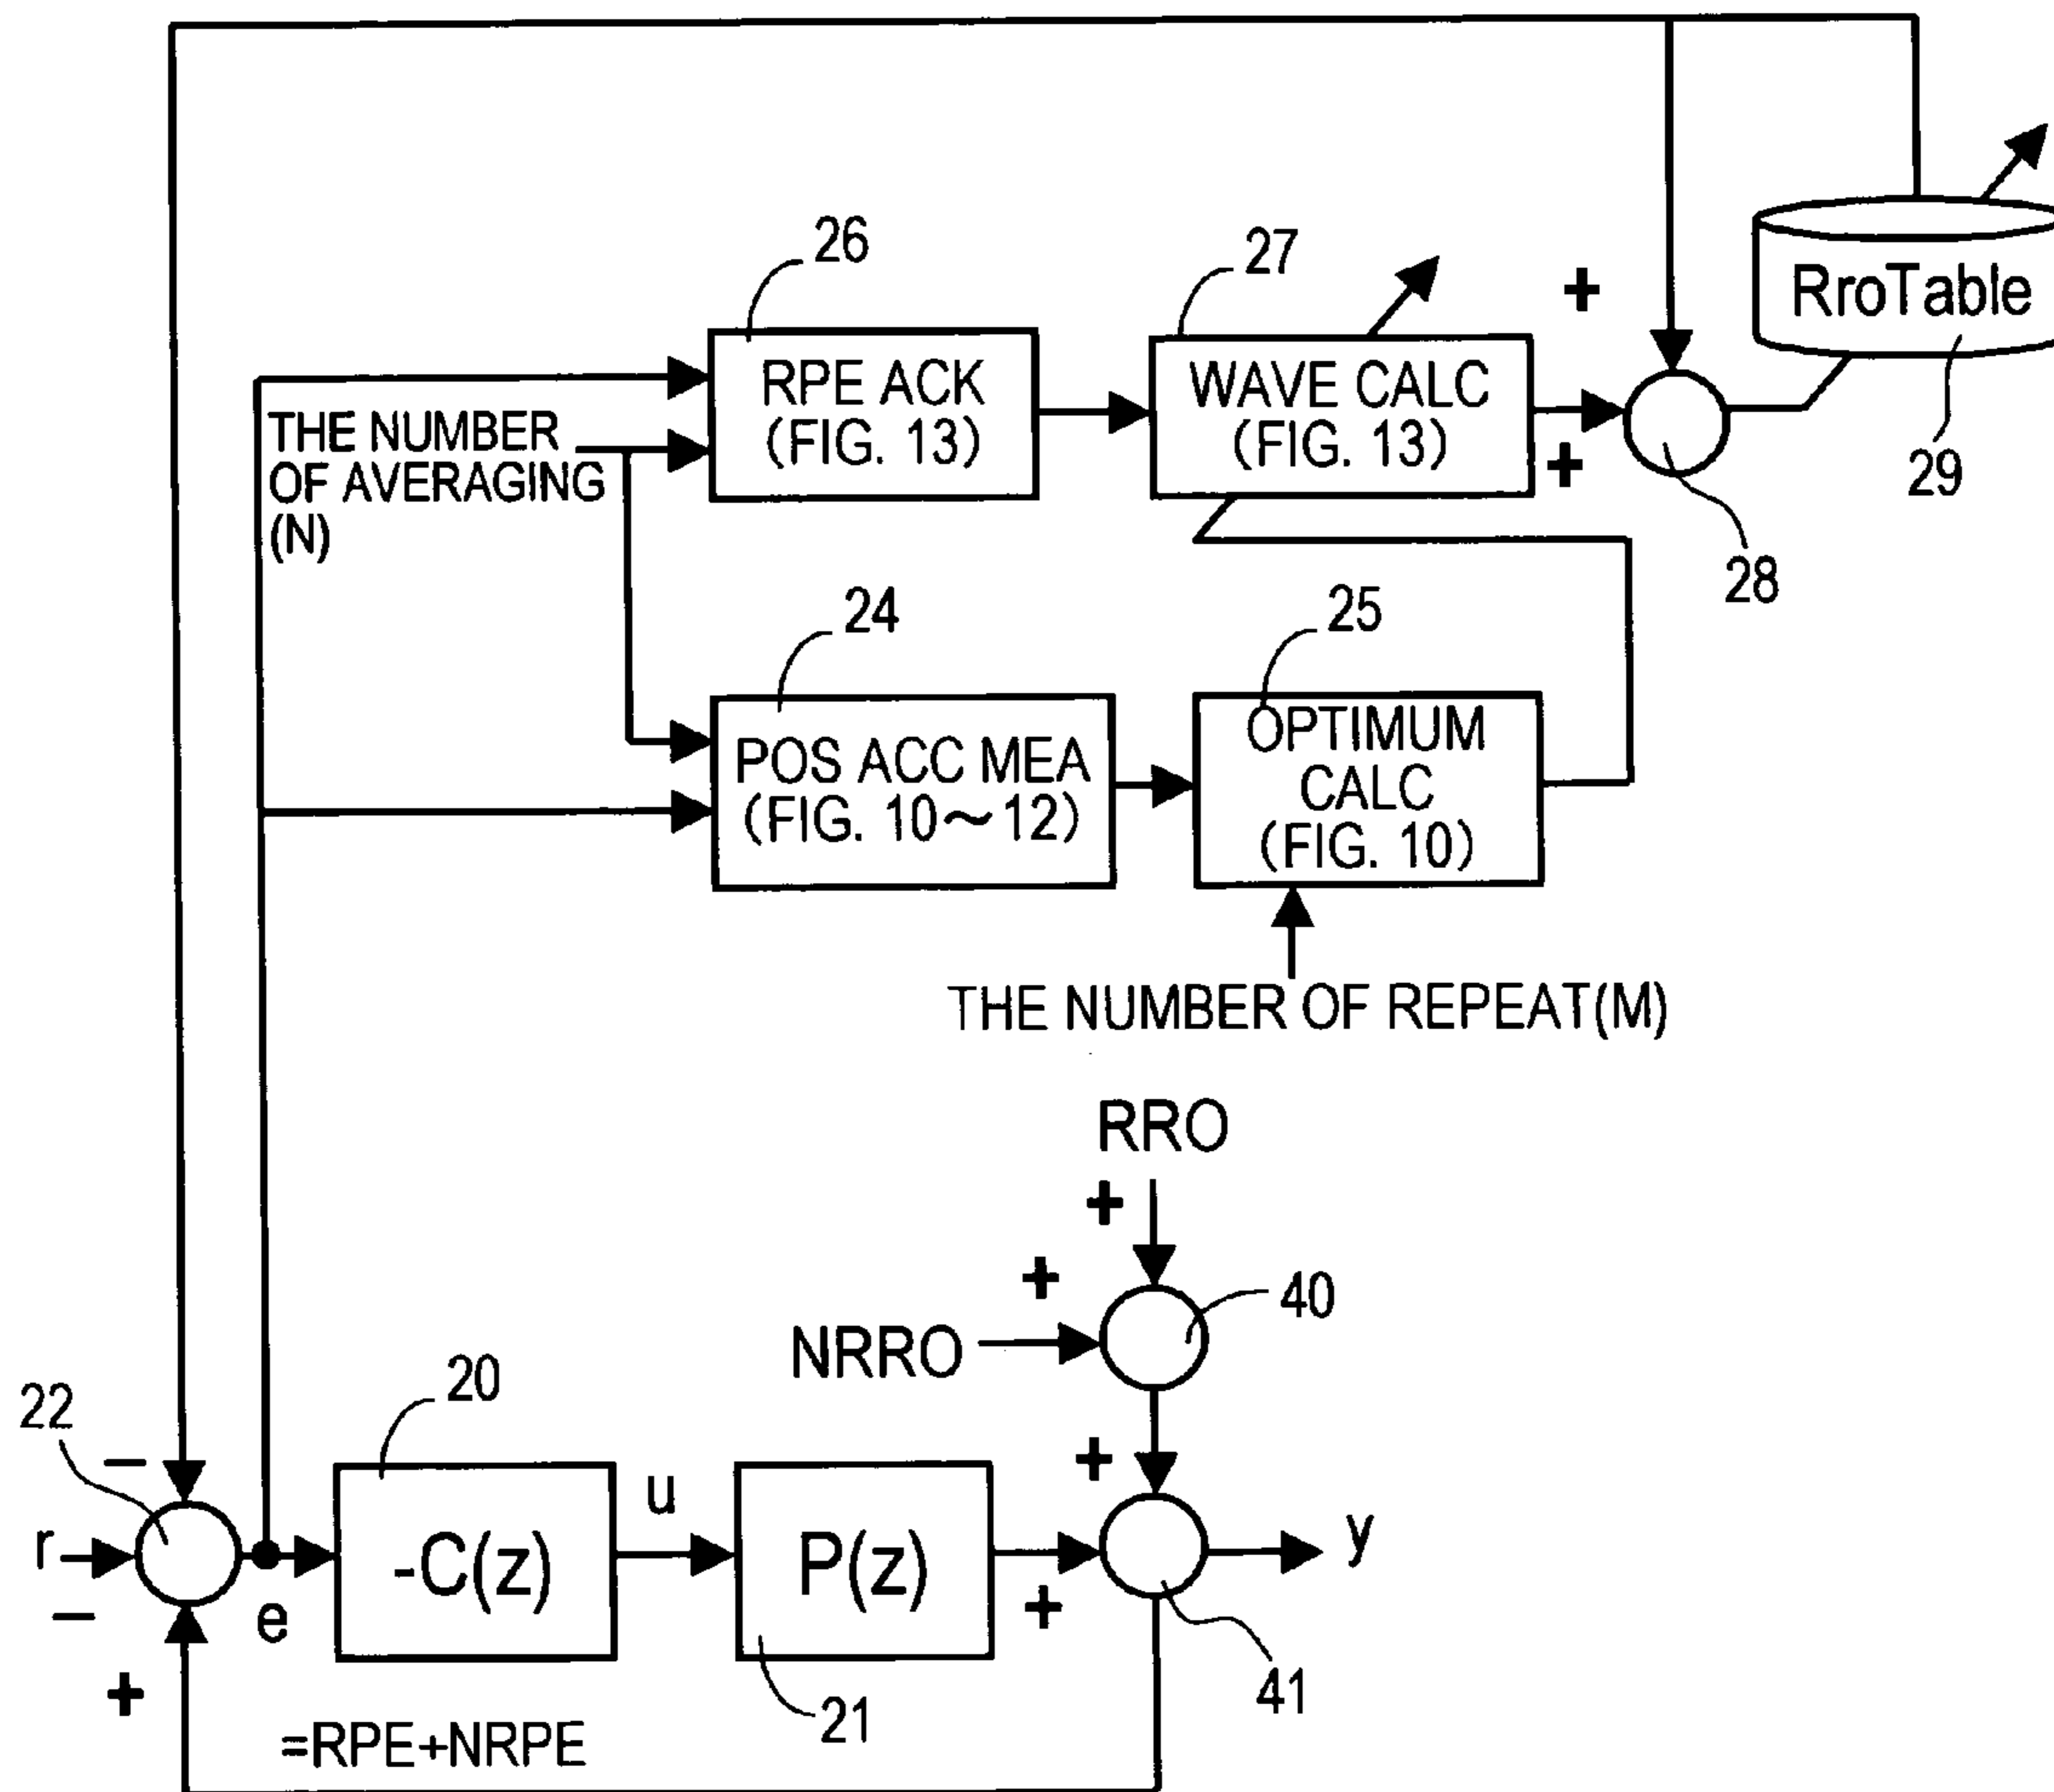 26
27
+
RroTable
RPE ACK
(FIG. 13)
WAVE CALC
(FIG. 13)
THE NUMBER
OF AVERAGING
(N)
+
29
28
24
25
POS ACC MEA
(FIG. 10~12)
OPTIMUM
CALC
(FIG. 10)
THE NUMBER OF REPEAT(M)
RRO
+
+
NRRO
40
22
20
−
u
+
r
-C(z)
P(z)
y
−
e
+
+
21
41
=RPE+NRPE